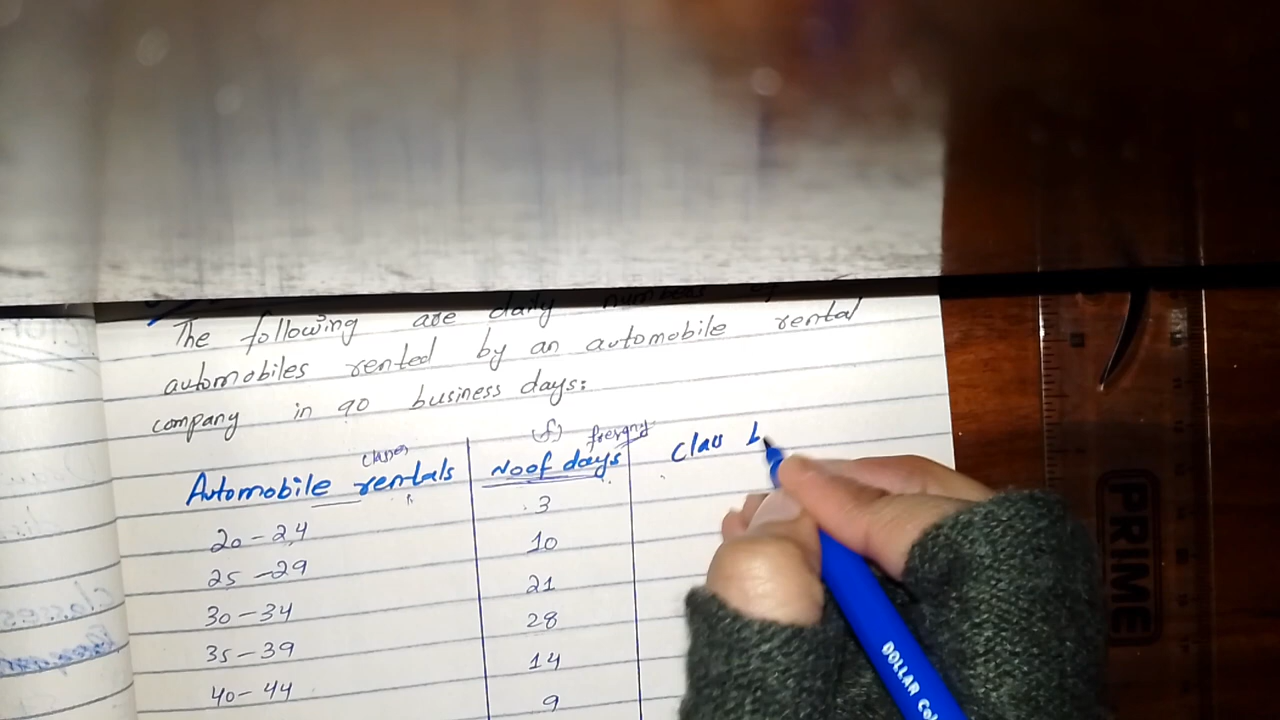 The following are daily numbers
automobiles rented by an automobile rental
company in 90 business days:
classes (f)
Automobile rentals No of days Class b
3
20-24 10
25-29 21
30-34 28
35-39 14
40-44 9
DOLLAR Co
PRIME